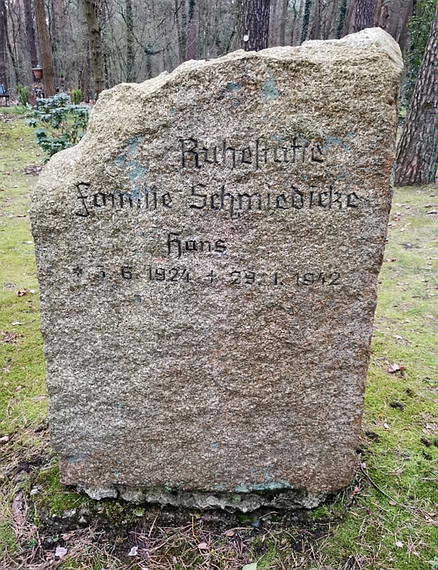 Ruhestätte
Familie Schmiedicke
Hans
* 3. 6. 1924 + 29. 1. 1942